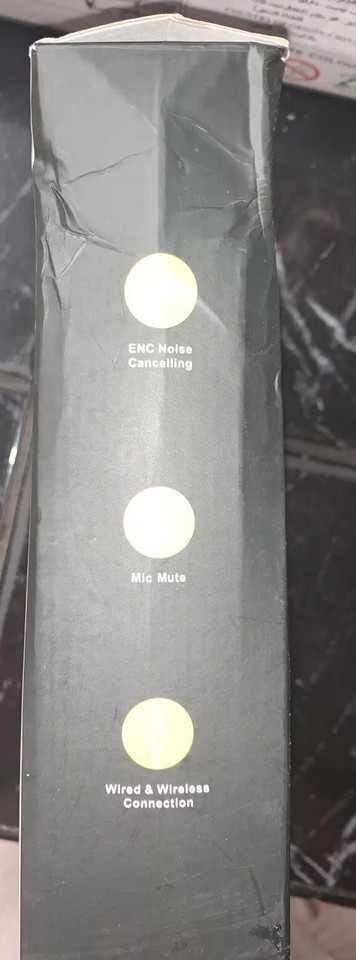 ENC Noise
Cancelling
Mic Mute
Wired & Wireless
Connection